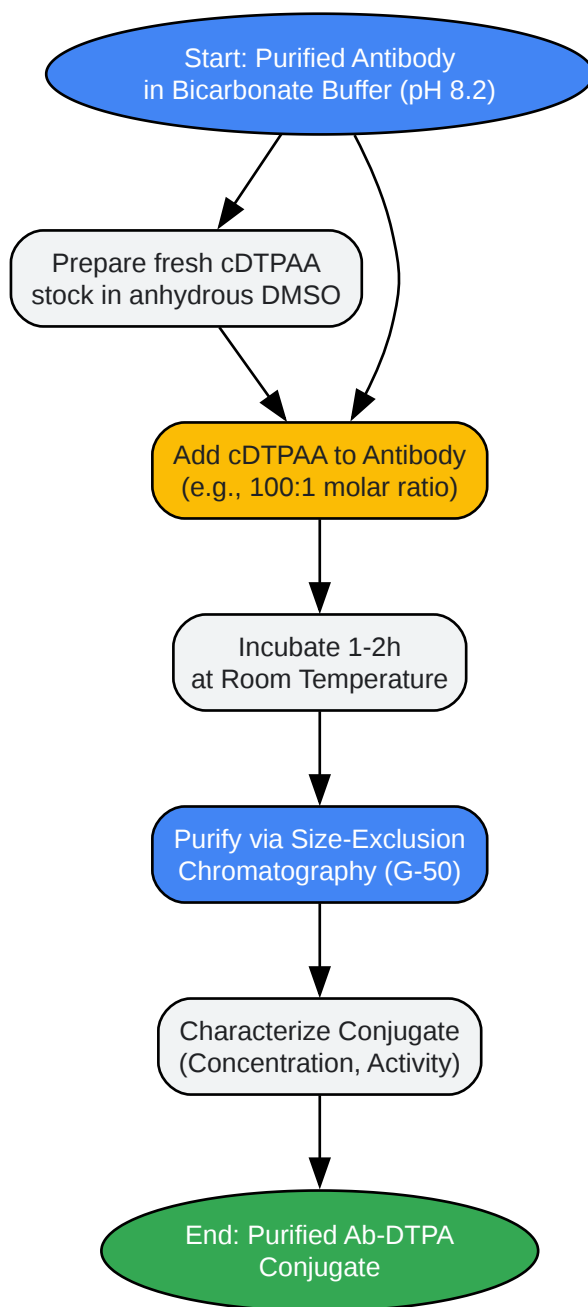 Start: Purified Antibody
in Bicarbonate Buffer (pH 8.2)
Prepare fresh cDTPAA
stock in anhydrous DMSO
Add cDTPAA to Antibody
(e.g., 100:1 molar ratio)
Incubate 1-2h
at Room Temperature
Purify via Size-Exclusion
Chromatography (G-50)
Characterize Conjugate
(Concentration, Activity)
End: Purified Ab-DTPA
Conjugate